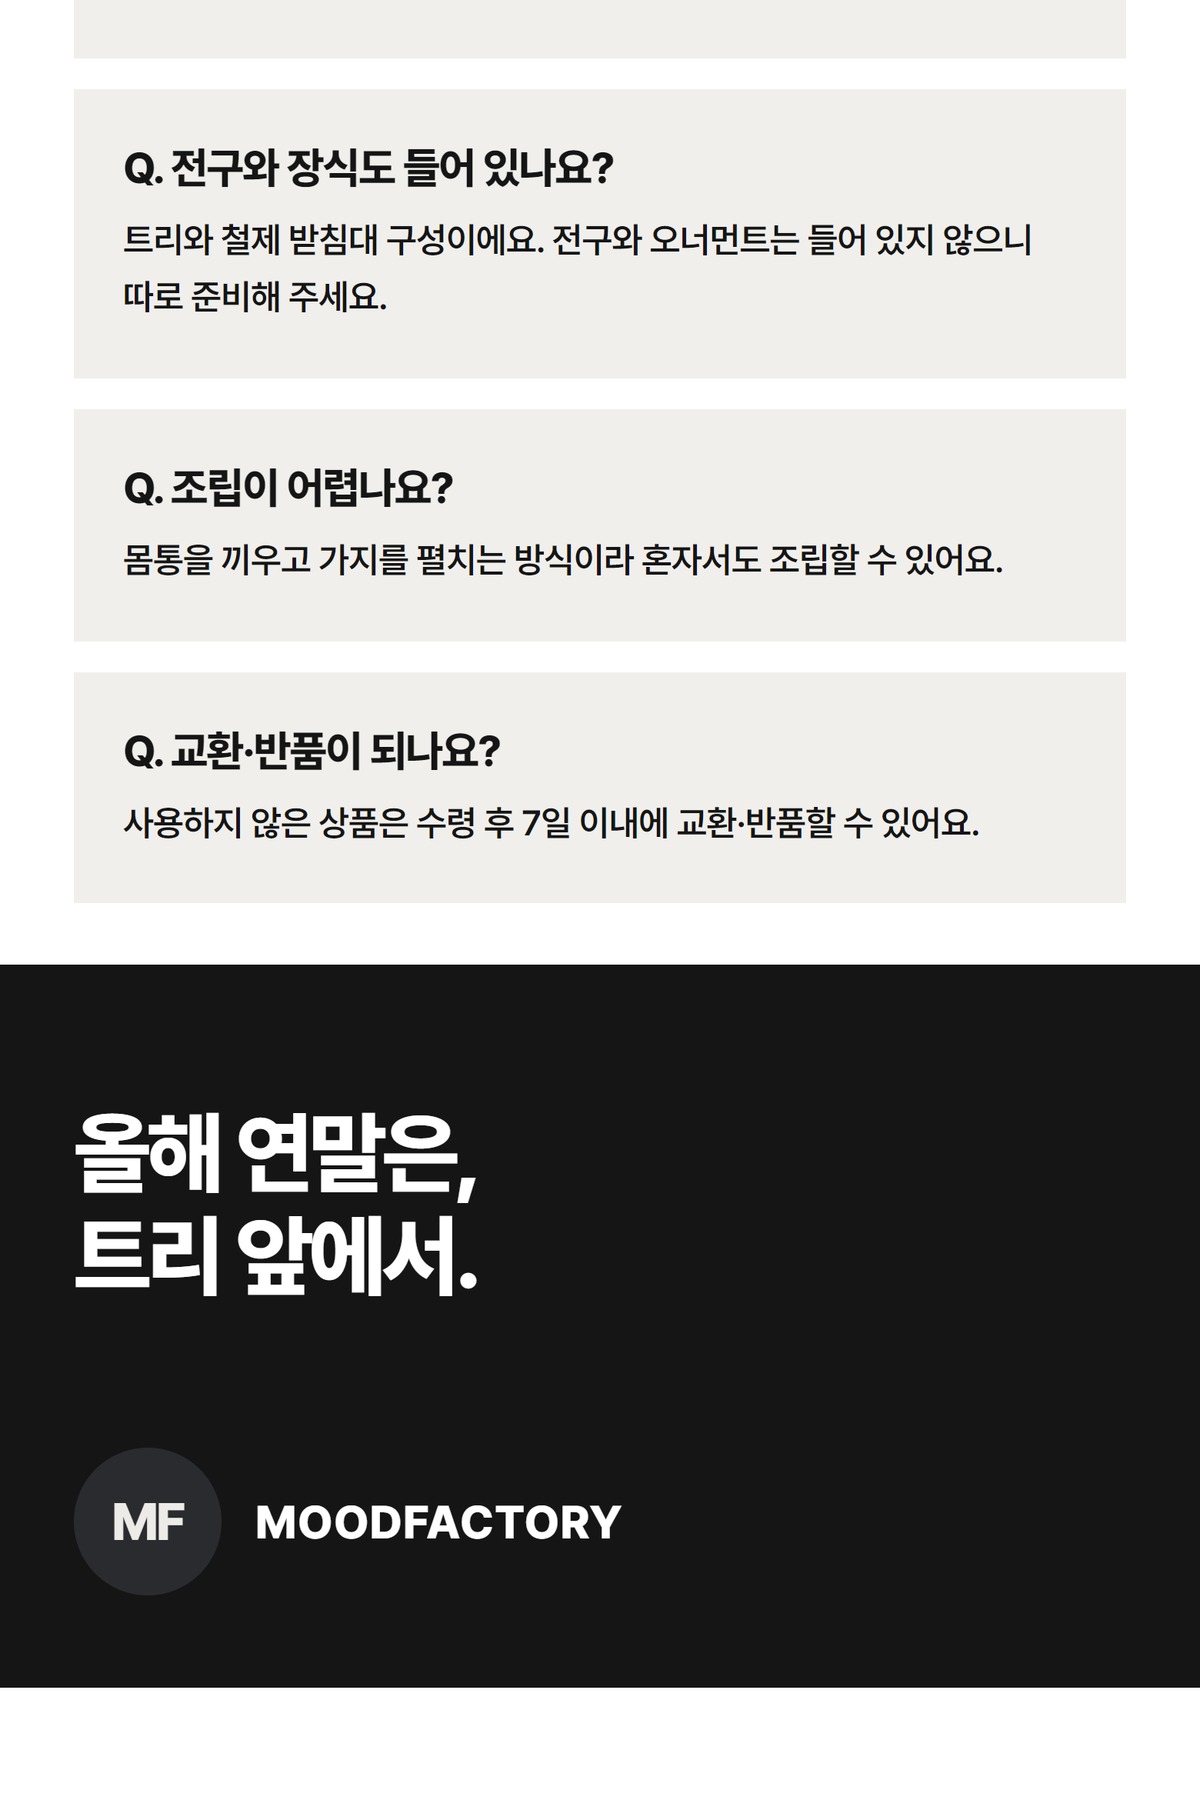 Q. 전구와 장식도 들어 있나요?
트리와 철제 받침대 구성이에요. 전구와 오너먼트는 들어 있지 않으니
따로 준비해 주세요.
Q. 조립이 어렵나요?
몸통을 끼우고 가지를 펼치는 방식이라 혼자서도 조립할 수 있어요.
Q. 교환·반품이 되나요?
사용하지 않은 상품은 수령 후 7일 이내에 교환·반품할 수 있어요.
올해 연말은,
트리 앞에서.
MF
MOODFACTORY